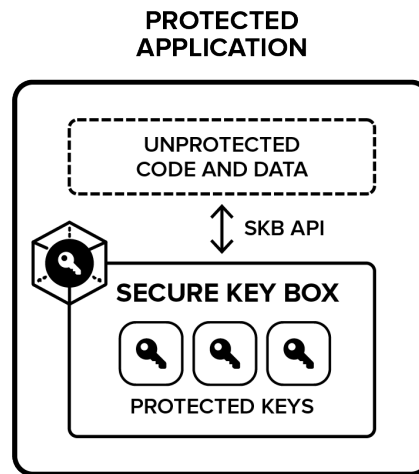 PROTECTED
APPLICATION
UNPROTECTED
CODE AND DATA
SKB API
SECURE KEY BOX
PROTECTED KEYS